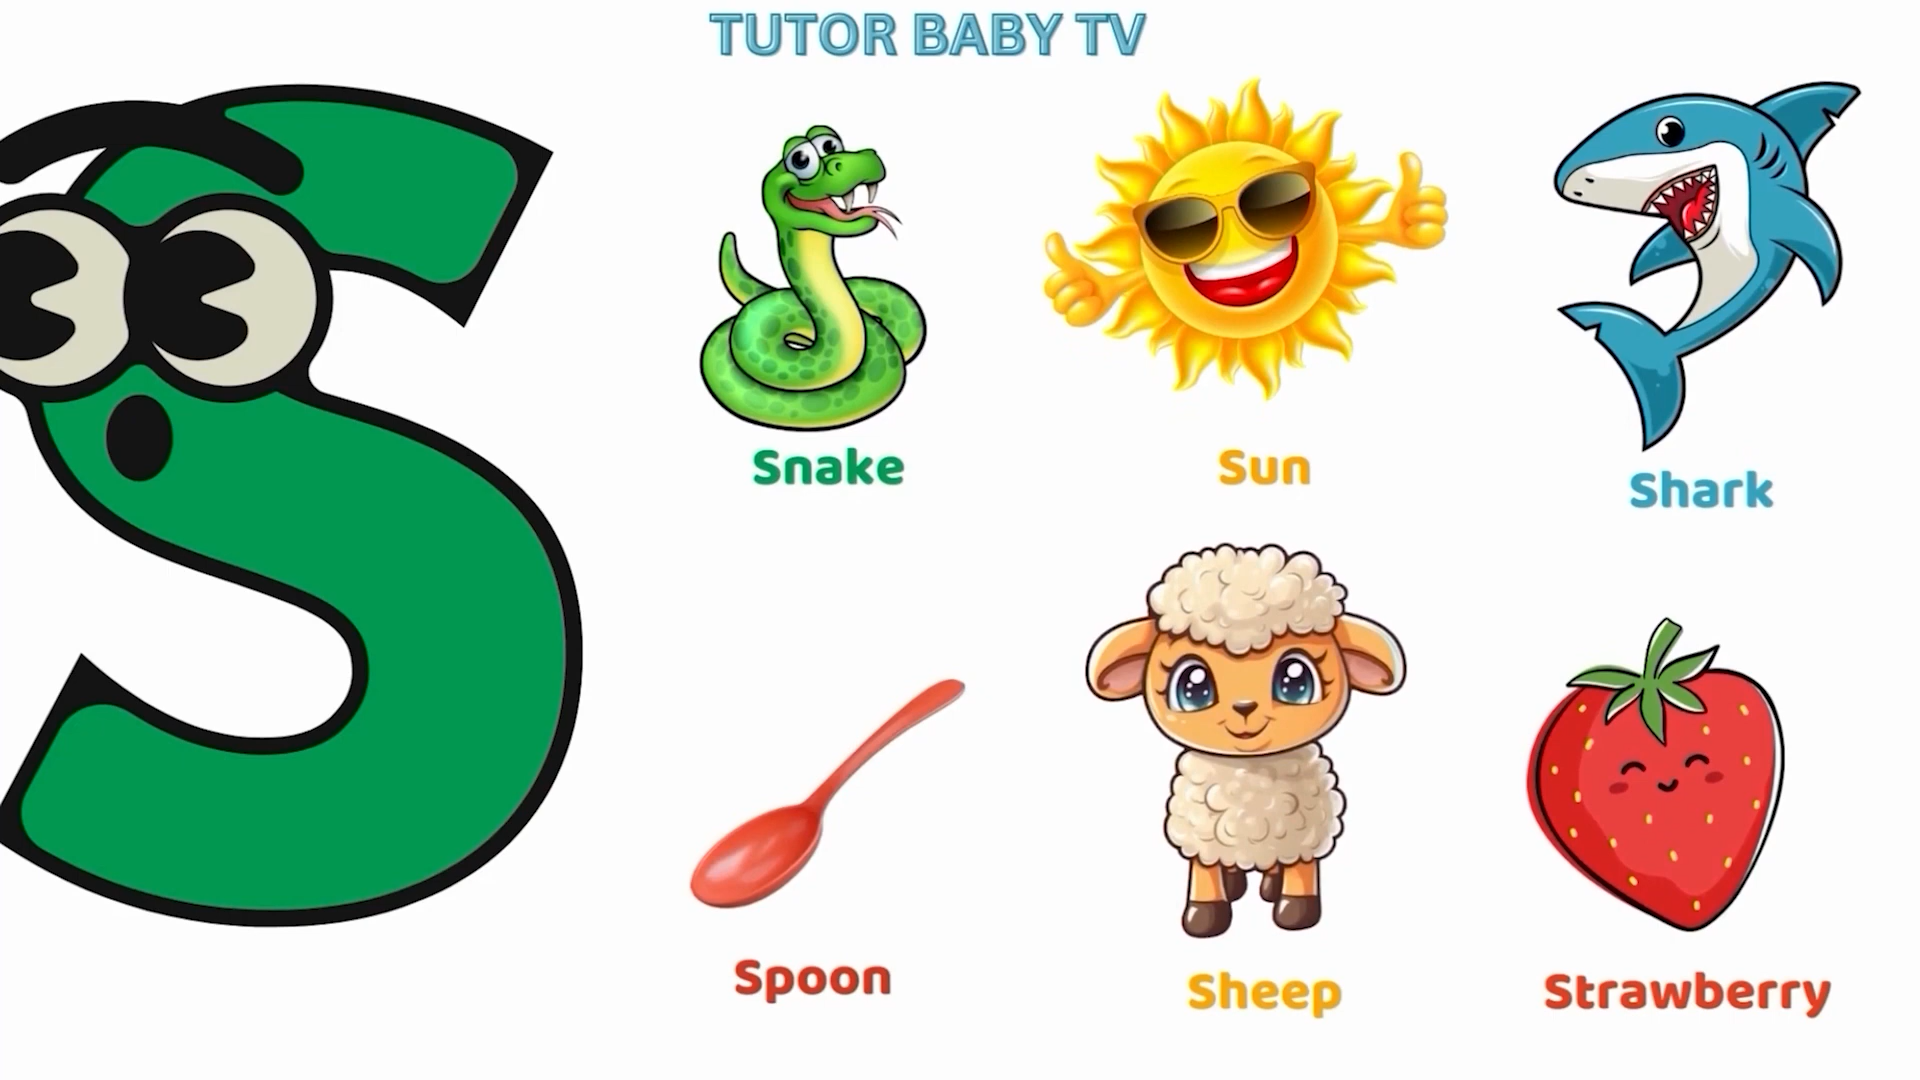 TUTOR BABY TV
S
Snake
Sun
Shark
Spoon
Sheep
Strawberry